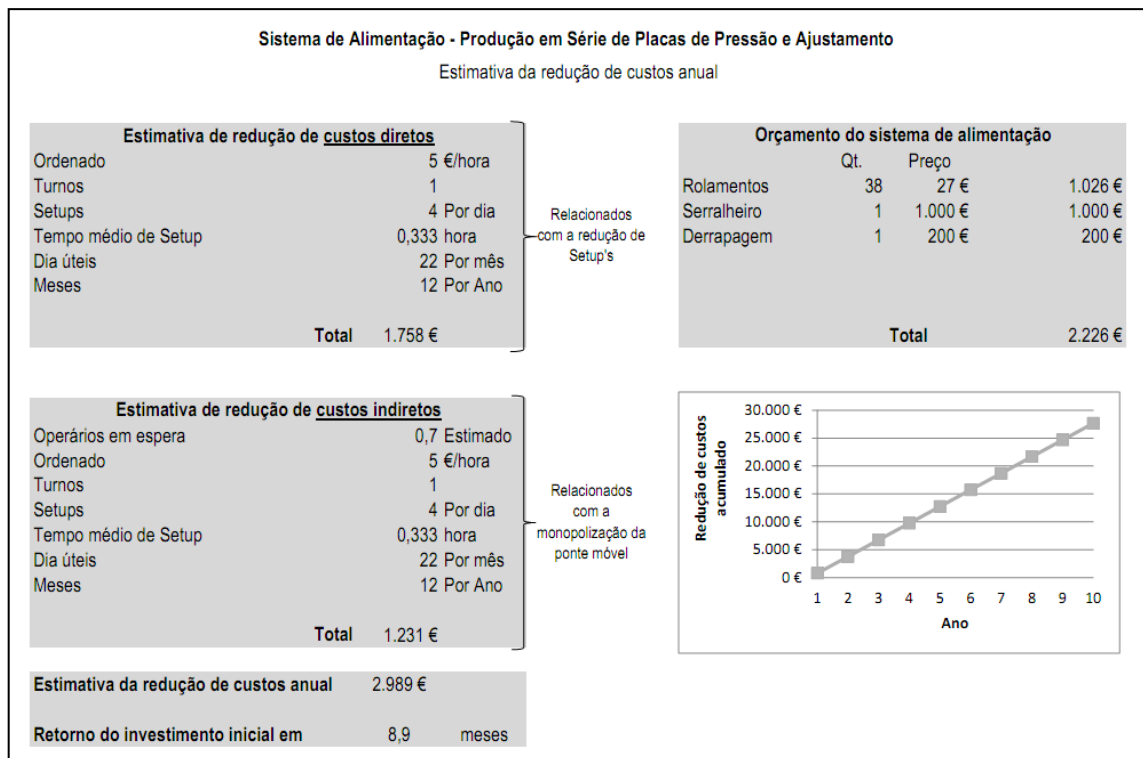 Sistema de Alimentação - Produção em Série de Placas de Pressão e Ajustamento
Estimativa da redução de custos anual
Estimativa de redução de custos diretos
Ordenado 5 €/hora
Turnos 1
Setups 4 Por dia
Tempo médio de Setup 0,333 hora
Dia úteis 22 Por mês
Meses 12 Por Ano
Total 1.758 €
Relacionados
com a redução de
Setup's
Orçamento do sistema de alimentação
Qt. Preço
Rolamentos 38 27 € 1.026 €
Serralheiro 1 1.000 € 1.000 €
Derrapagem 1 200 € 200 €
Total 2.226 €
Estimativa de redução de custos indiretos
Operários em espera 0,7 Estimado
Ordenado 5 €/hora
Turnos 1
Setups 4 Por dia
Tempo médio de Setup 0,333 hora
Dia úteis 22 Por mês
Meses 12 Por Ano
Total 1.231 €
Relacionados
com a
monopolização da
ponte móvel
Redução de custos
acumulado
30.000 €
25.000 €
20.000 €
15.000 €
10.000 €
5.000 €
0 €
1 2 3 4 5 6 7 8 9 10
Ano
Estimativa da redução de custos anual 2.989 €
Retorno do investimento inicial em 8,9 meses